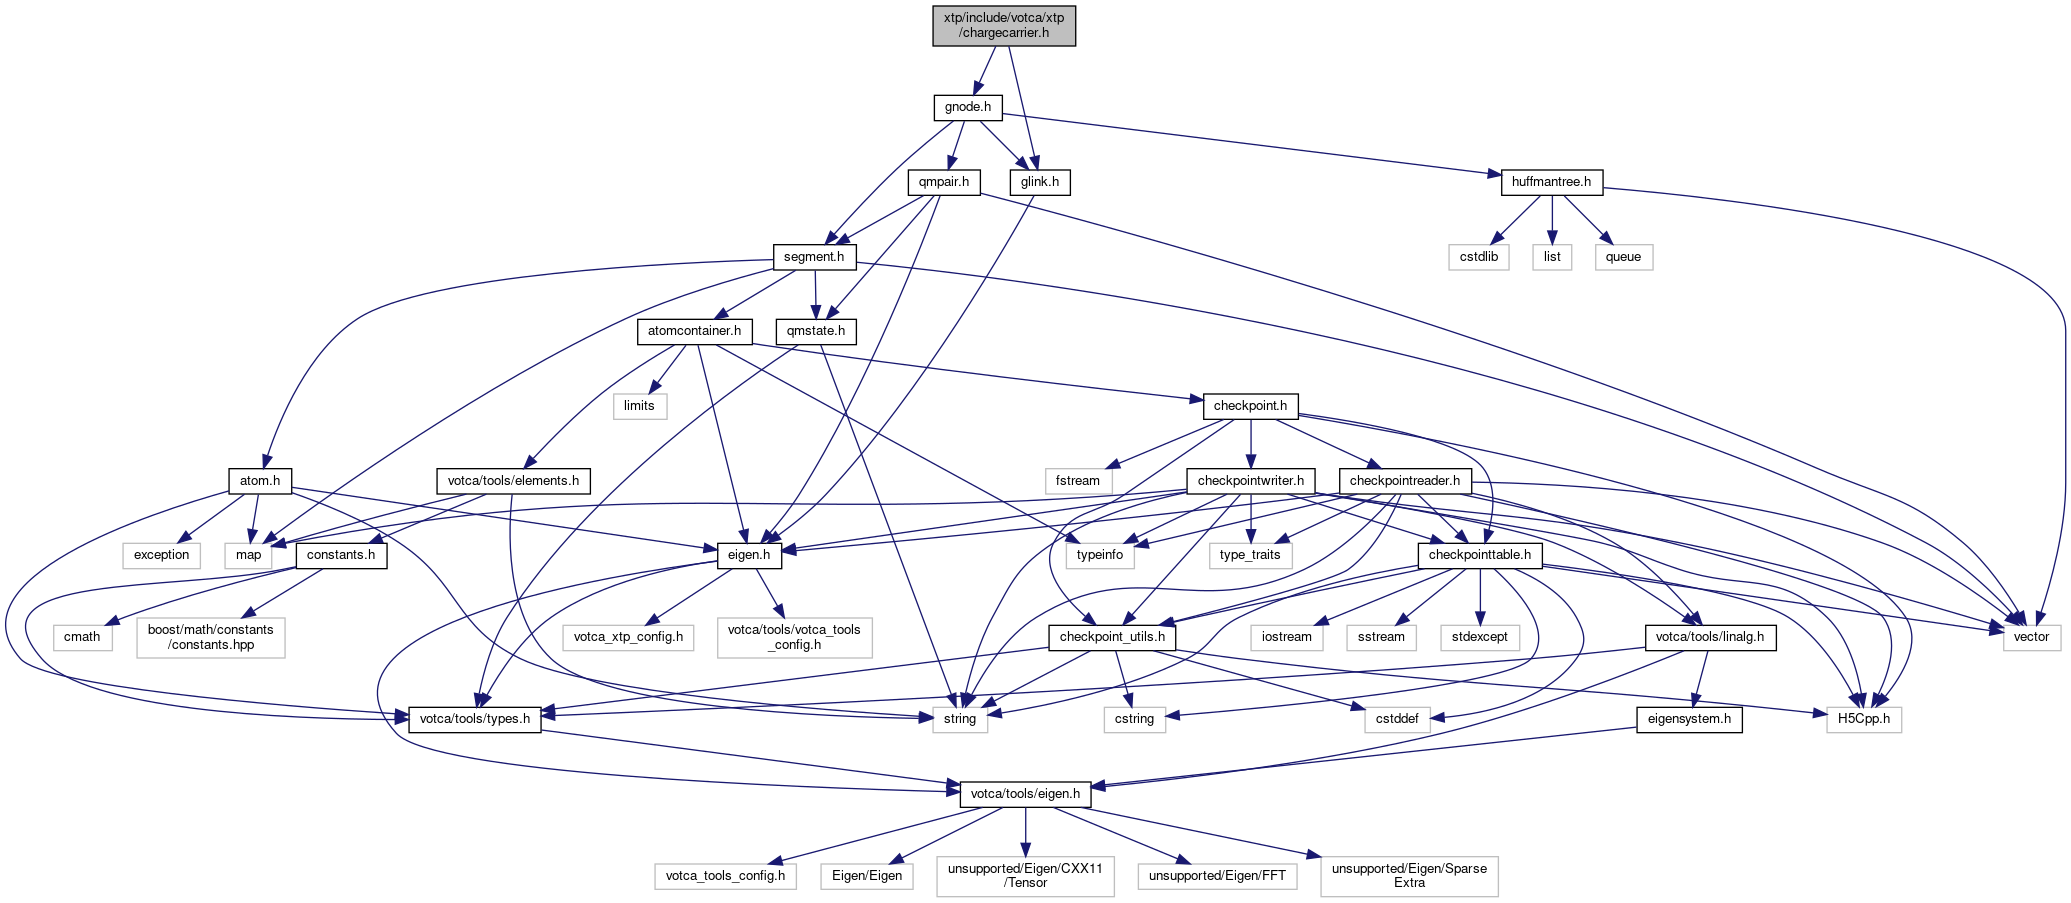 xtp/include/votca/xtp
/chargecarrier.h
gnode.h
qmpair.h
glink.h
huffmantree.h
segment.h
cstdlib
list
queue
atomcontainer.h
qmstate.h
limits
checkpoint.h
atom.h
votca/tools/elements.h
fstream
checkpointwriter.h
checkpointreader.h
exception
map
constants.h
eigen.h
typeinfo
type_traits
checkpointtable.h
cmath
boost/math/constants
/constants.hpp
votca_xtp_config.h
votca/tools/votca_tools
_config.h
checkpoint_utils.h
iostream
sstream
stdexcept
votca/tools/linalg.h
vector
votca/tools/types.h
string
cstring
cstddef
eigensystem.h
H5Cpp.h
votca/tools/eigen.h
votca_tools_config.h
Eigen/Eigen
unsupported/Eigen/CXX11
/Tensor
unsupported/Eigen/FFT
unsupported/Eigen/Sparse
Extra